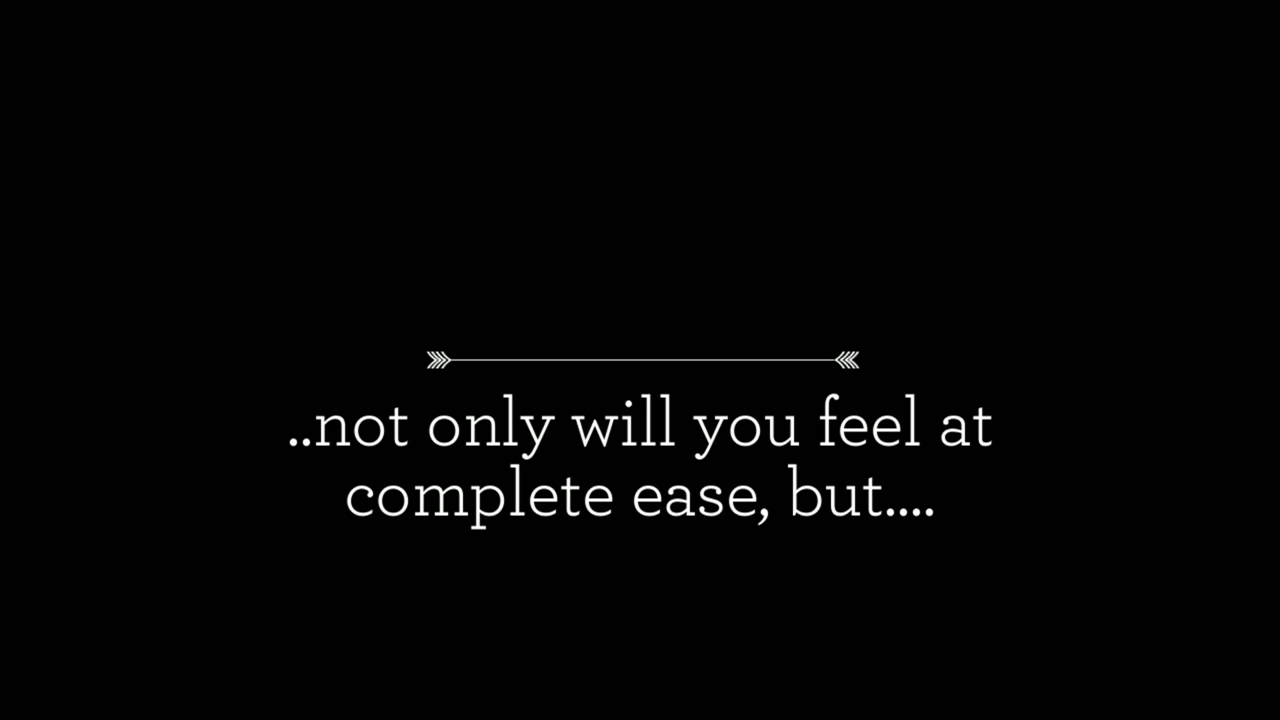 ..not only will you feel at
complete ease, but....